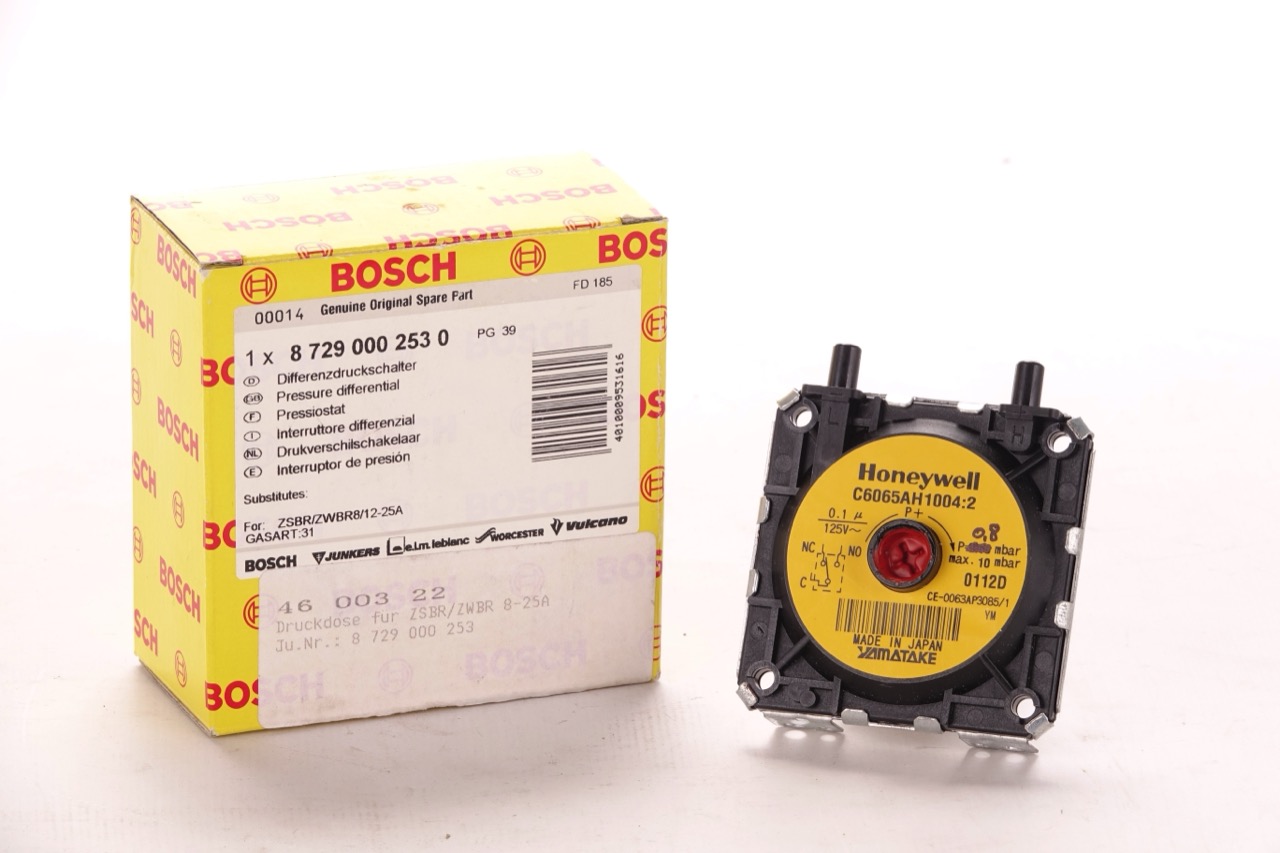 BOSCH
BOSCH
00014 Genuine Original Spare Part FD 185
1 x 8 729 000 253 0 PG 39
D Differenzdruckschalter
GB Pressure differential
F Pressiostat
I Interruttore differenzial
NL Drukverschilschakelaar
E Interruptor de presión
4010009531616
Substitutes:
For: ZSBR/ZWBR8/12-25A
GASART:31
BOSCH JUNKERS e.l.m. leblanc WORCESTER Vulcano
46 003 22
Druckdose für ZSBR/ZWBR 8-25A
Ju.Nr.: 8 729 000 253
BOSCH
Honeywell
C6065AH1004:2
P+
0.1 µ
125V~
0,8
mbar
max. 10 mbar
NC NO
C
0112D
CE-0063AP3085/1
YM
MADE IN JAPAN
YAMATAKE